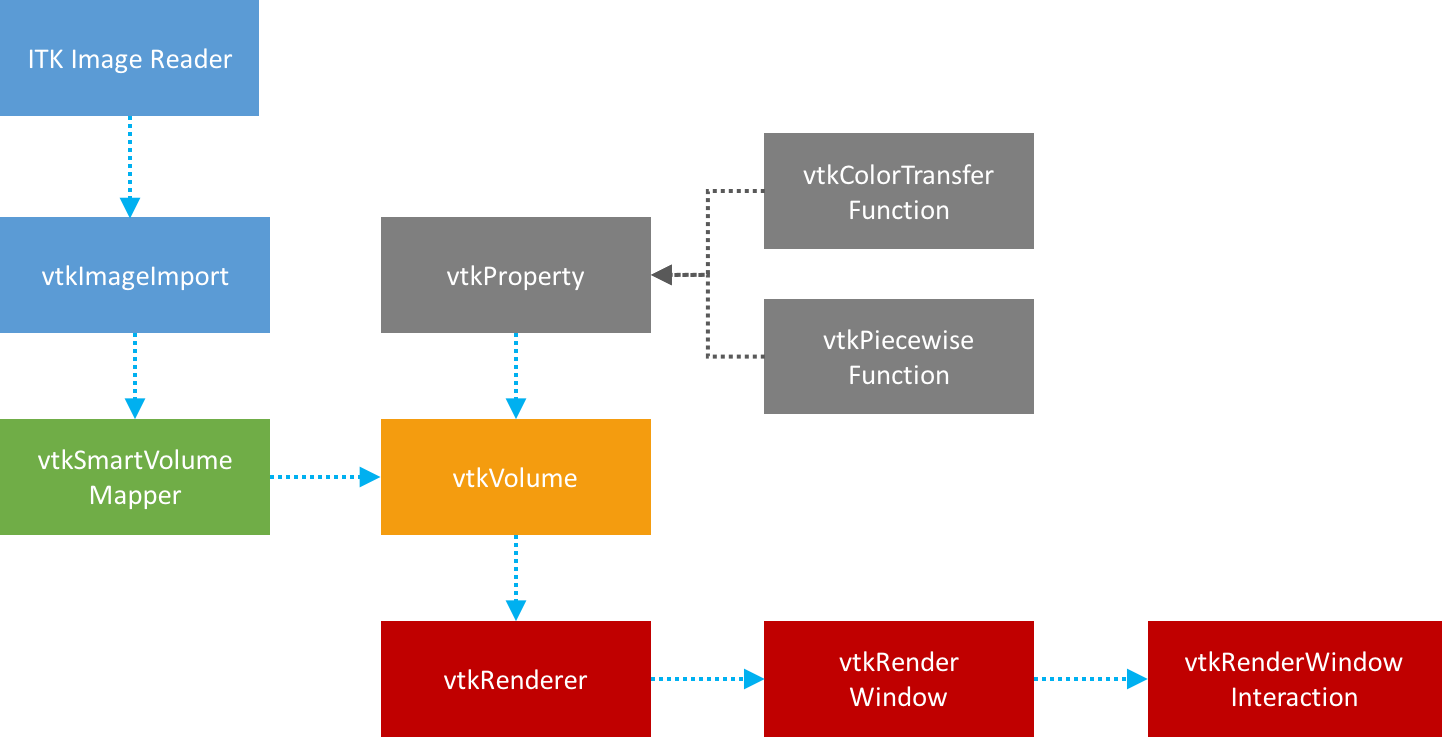 ITK Image Reader
vtkColorTransfer
Function
vtkImageImport
vtkProperty
vtkPiecewise
Function
vtkSmartVolume
Mapper
vtkVolume
vtkRenderer
vtkRender
Window
vtkRenderWindow
Interaction